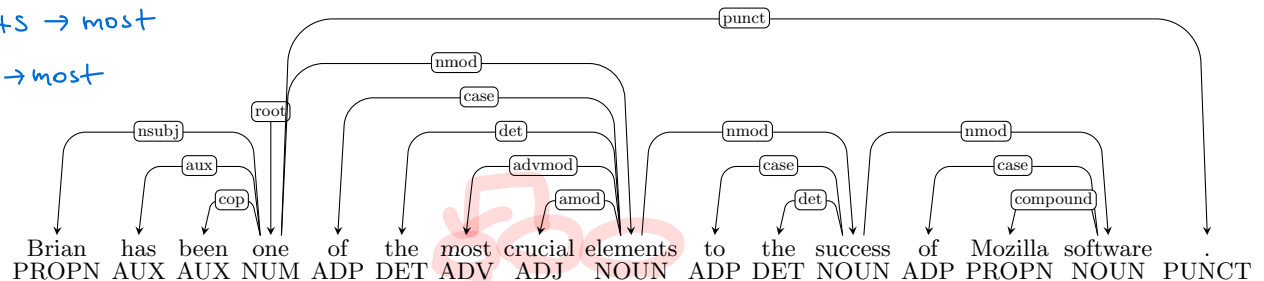 → most
punct
→ most
nmod
case
root
nsubj det nmod nmod
aux advmod case case
cop amod det compound
Brian has been one of the most crucial elements to the success of Mozilla software .
PROPN AUX AUX NUM ADP DET ADV ADJ NOUN ADP DET NOUN ADP PROPN NOUN PUNCT